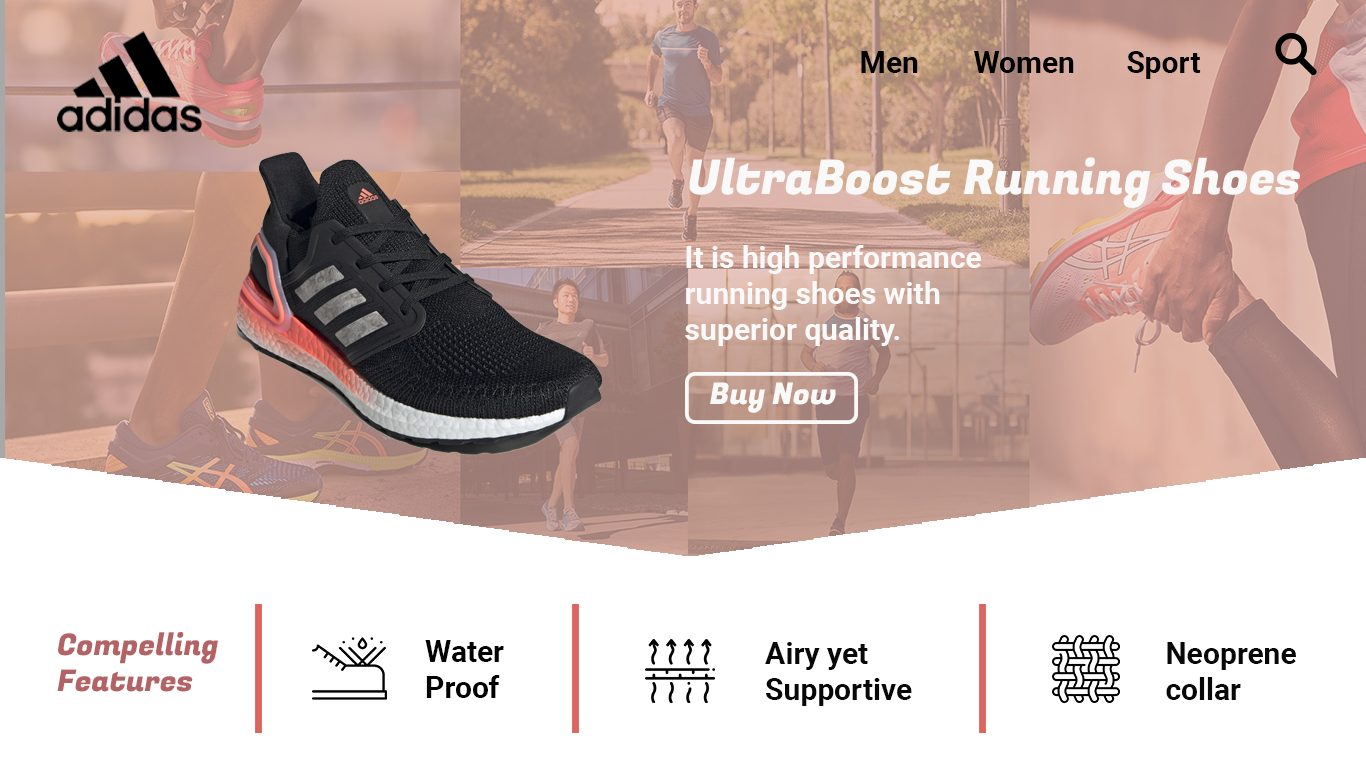 adidas
Men Women Sport
adidas
UltraBoost Running Shoes
It is high performance
running shoes with
superior quality.
Buy Now
Compelling
Features
Water
Proof
Airy yet
Supportive
Neoprene
collar